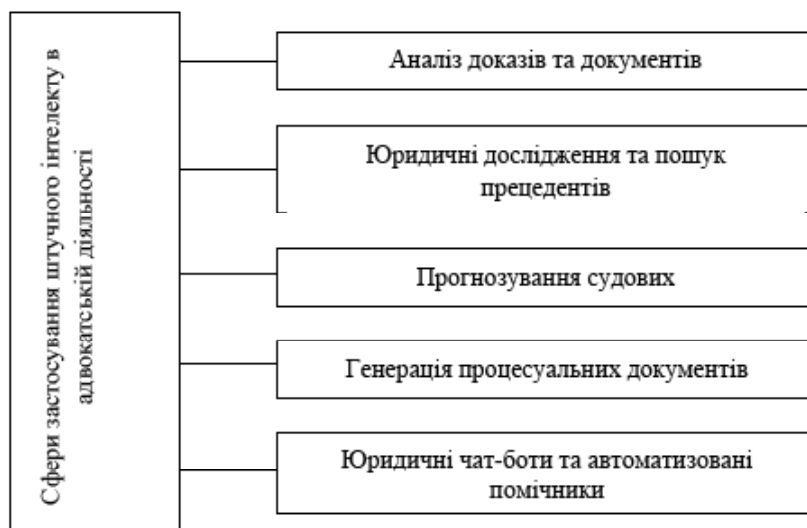 Сфери застосування штучного інтелекту в
адвокатській діяльності
Аналіз доказів та документів
Юридичні дослідження та пошук
прецедентів
Прогнозування судових
Генерація процесуальних документів
Юридичні чат-боти та автоматизовані
помічники